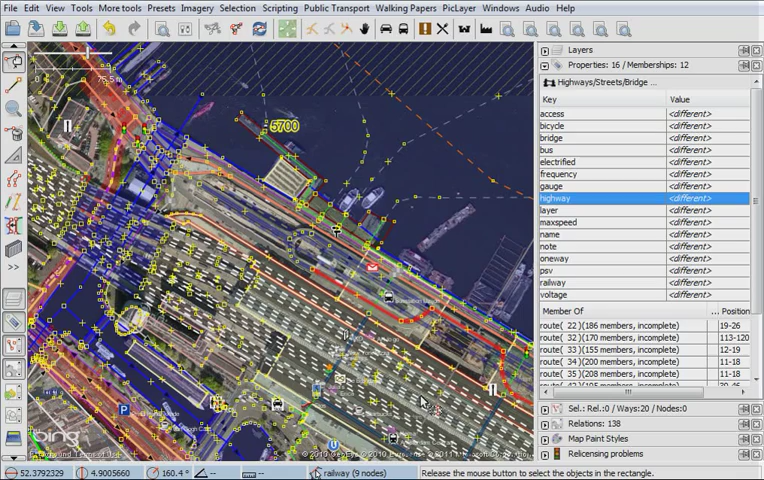 File Edit View Tools More tools Presets Imagery Selection Scripting Public Transport Walking Papers PicLayer Windows Audio Help
75,5 m
5700
>>
P
bing
Layers
Properties: 16 / Memberships: 12
Highways/Streets/Bridge ...
Key Value
access <different>
bicycle <different>
bridge <different>
bus <different>
electrified <different>
frequency <different>
gauge <different>
highway <different>
layer <different>
maxspeed <different>
name <different>
note <different>
oneway <different>
psv <different>
railway <different>
voltage <different>
Member Of ... Position
route( 22 )(186 members, incomplete) 19-26
route( 32 )(170 members, incomplete) 113-120
route( 33 )(155 members, incomplete) 12-19
route( 34 )(200 members, incomplete) 11-18
route( 35 )(208 members, incomplete) 11-18
Sel.: Rel.:0 / Ways:20 / Nodes:0
Relations: 138
Map Paint Styles
Relicensing problems
52.3792329 4.9005660 160.4 ° -- -- railway (9 nodes) Release the mouse button to select the objects in the rectangle.